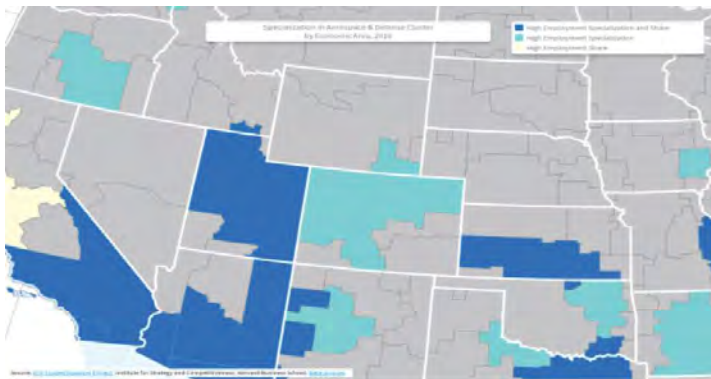 Specialization in Aerospace & Defense Cluster
by Economic Area, 2016
High Employment Specialization and Share
High Employment Specialization
High Employment Share
Institute for Strategy and Competitiveness, Harvard Business School.